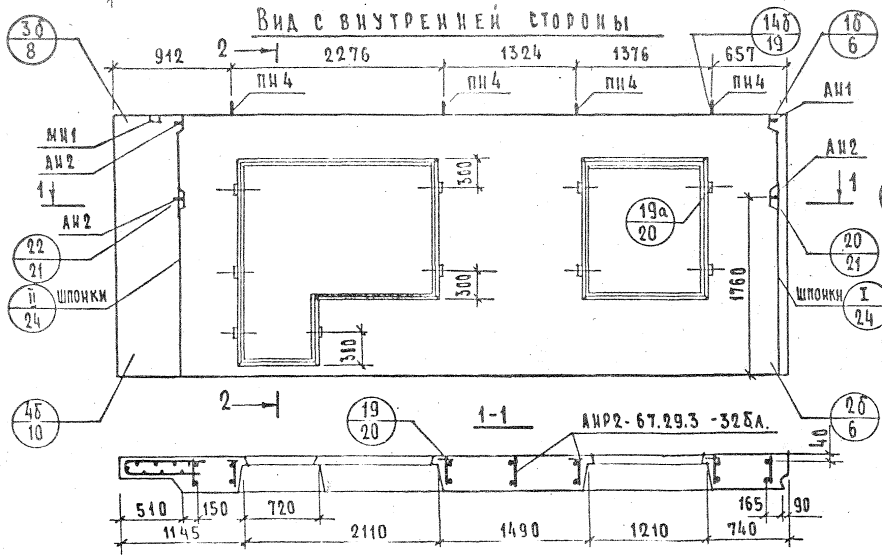 Вид с внутренней стороны
3б
8
2
14б
19
1б
6
912
2276
1324
1376
657
ПН4
ПН4
ПН4
ПН4
АН1
МН1
АН2
АН2
300
1
1
19а
20
АН2
22
21
20
21
II
24
шпонки
300
1760
шпонки
I
24
380
4б
10
2
19
20
1-1
АНР2-67.29.3-32БЛ.
2б
6
40
510
150
720
165
90
1145
2110
1490
1210
740